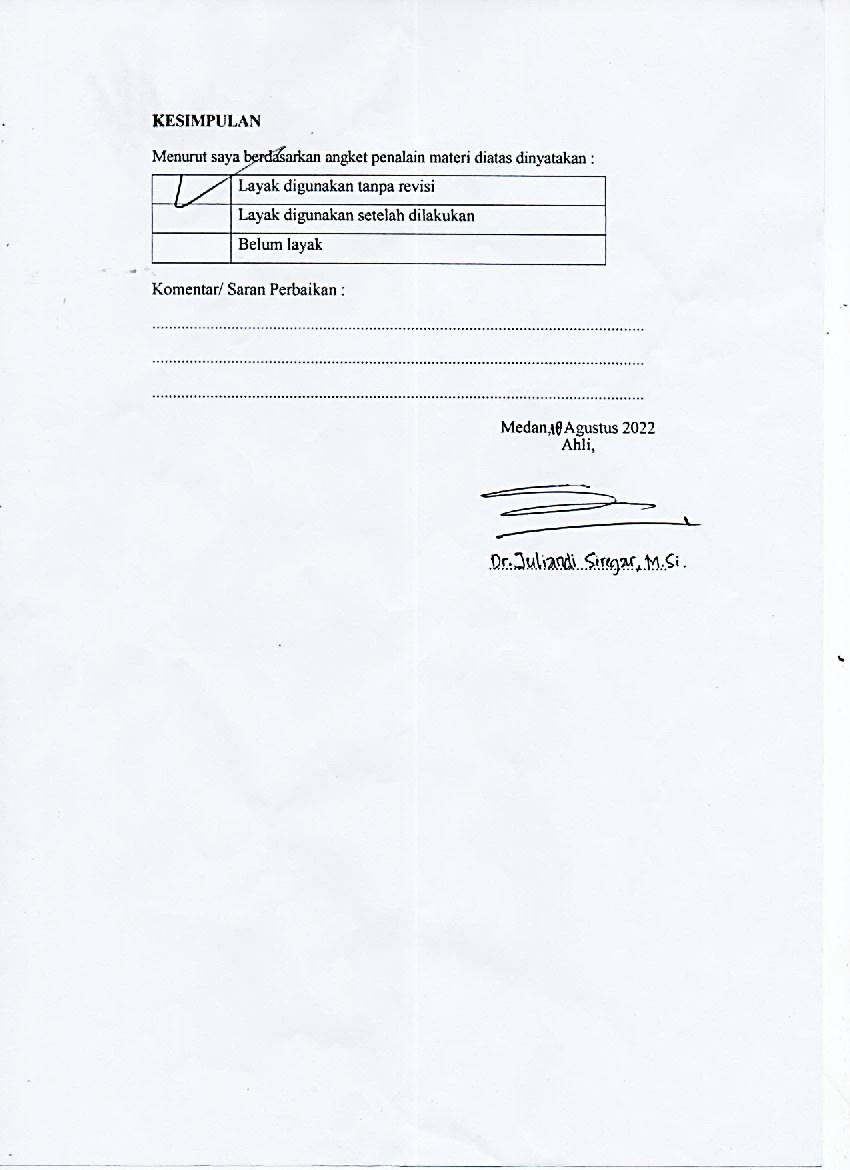 KESIMPULAN
Menurut saya berdasarkan angket penalain materi diatas dinyatakan :
Layak digunakan tanpa revisi
Layak digunakan setelah dilakukan
Belum layak
Komentar/ Saran Perbaikan :
Medan, Agustus 2022
Ahli,
Dr. Juliandi Siregar, M.Si.